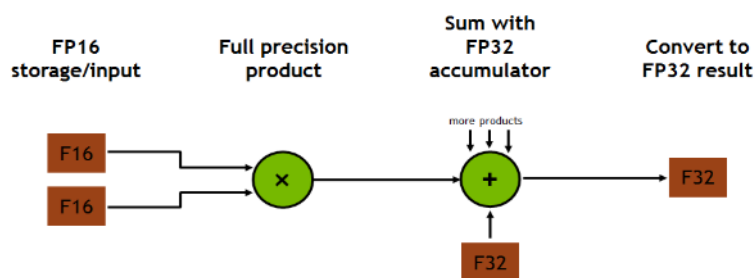 FP16
storage/input
Full precision
product
Sum with
FP32
accumulator
Convert to
FP32 result
more products
F16
F16
×
+
F32
F32